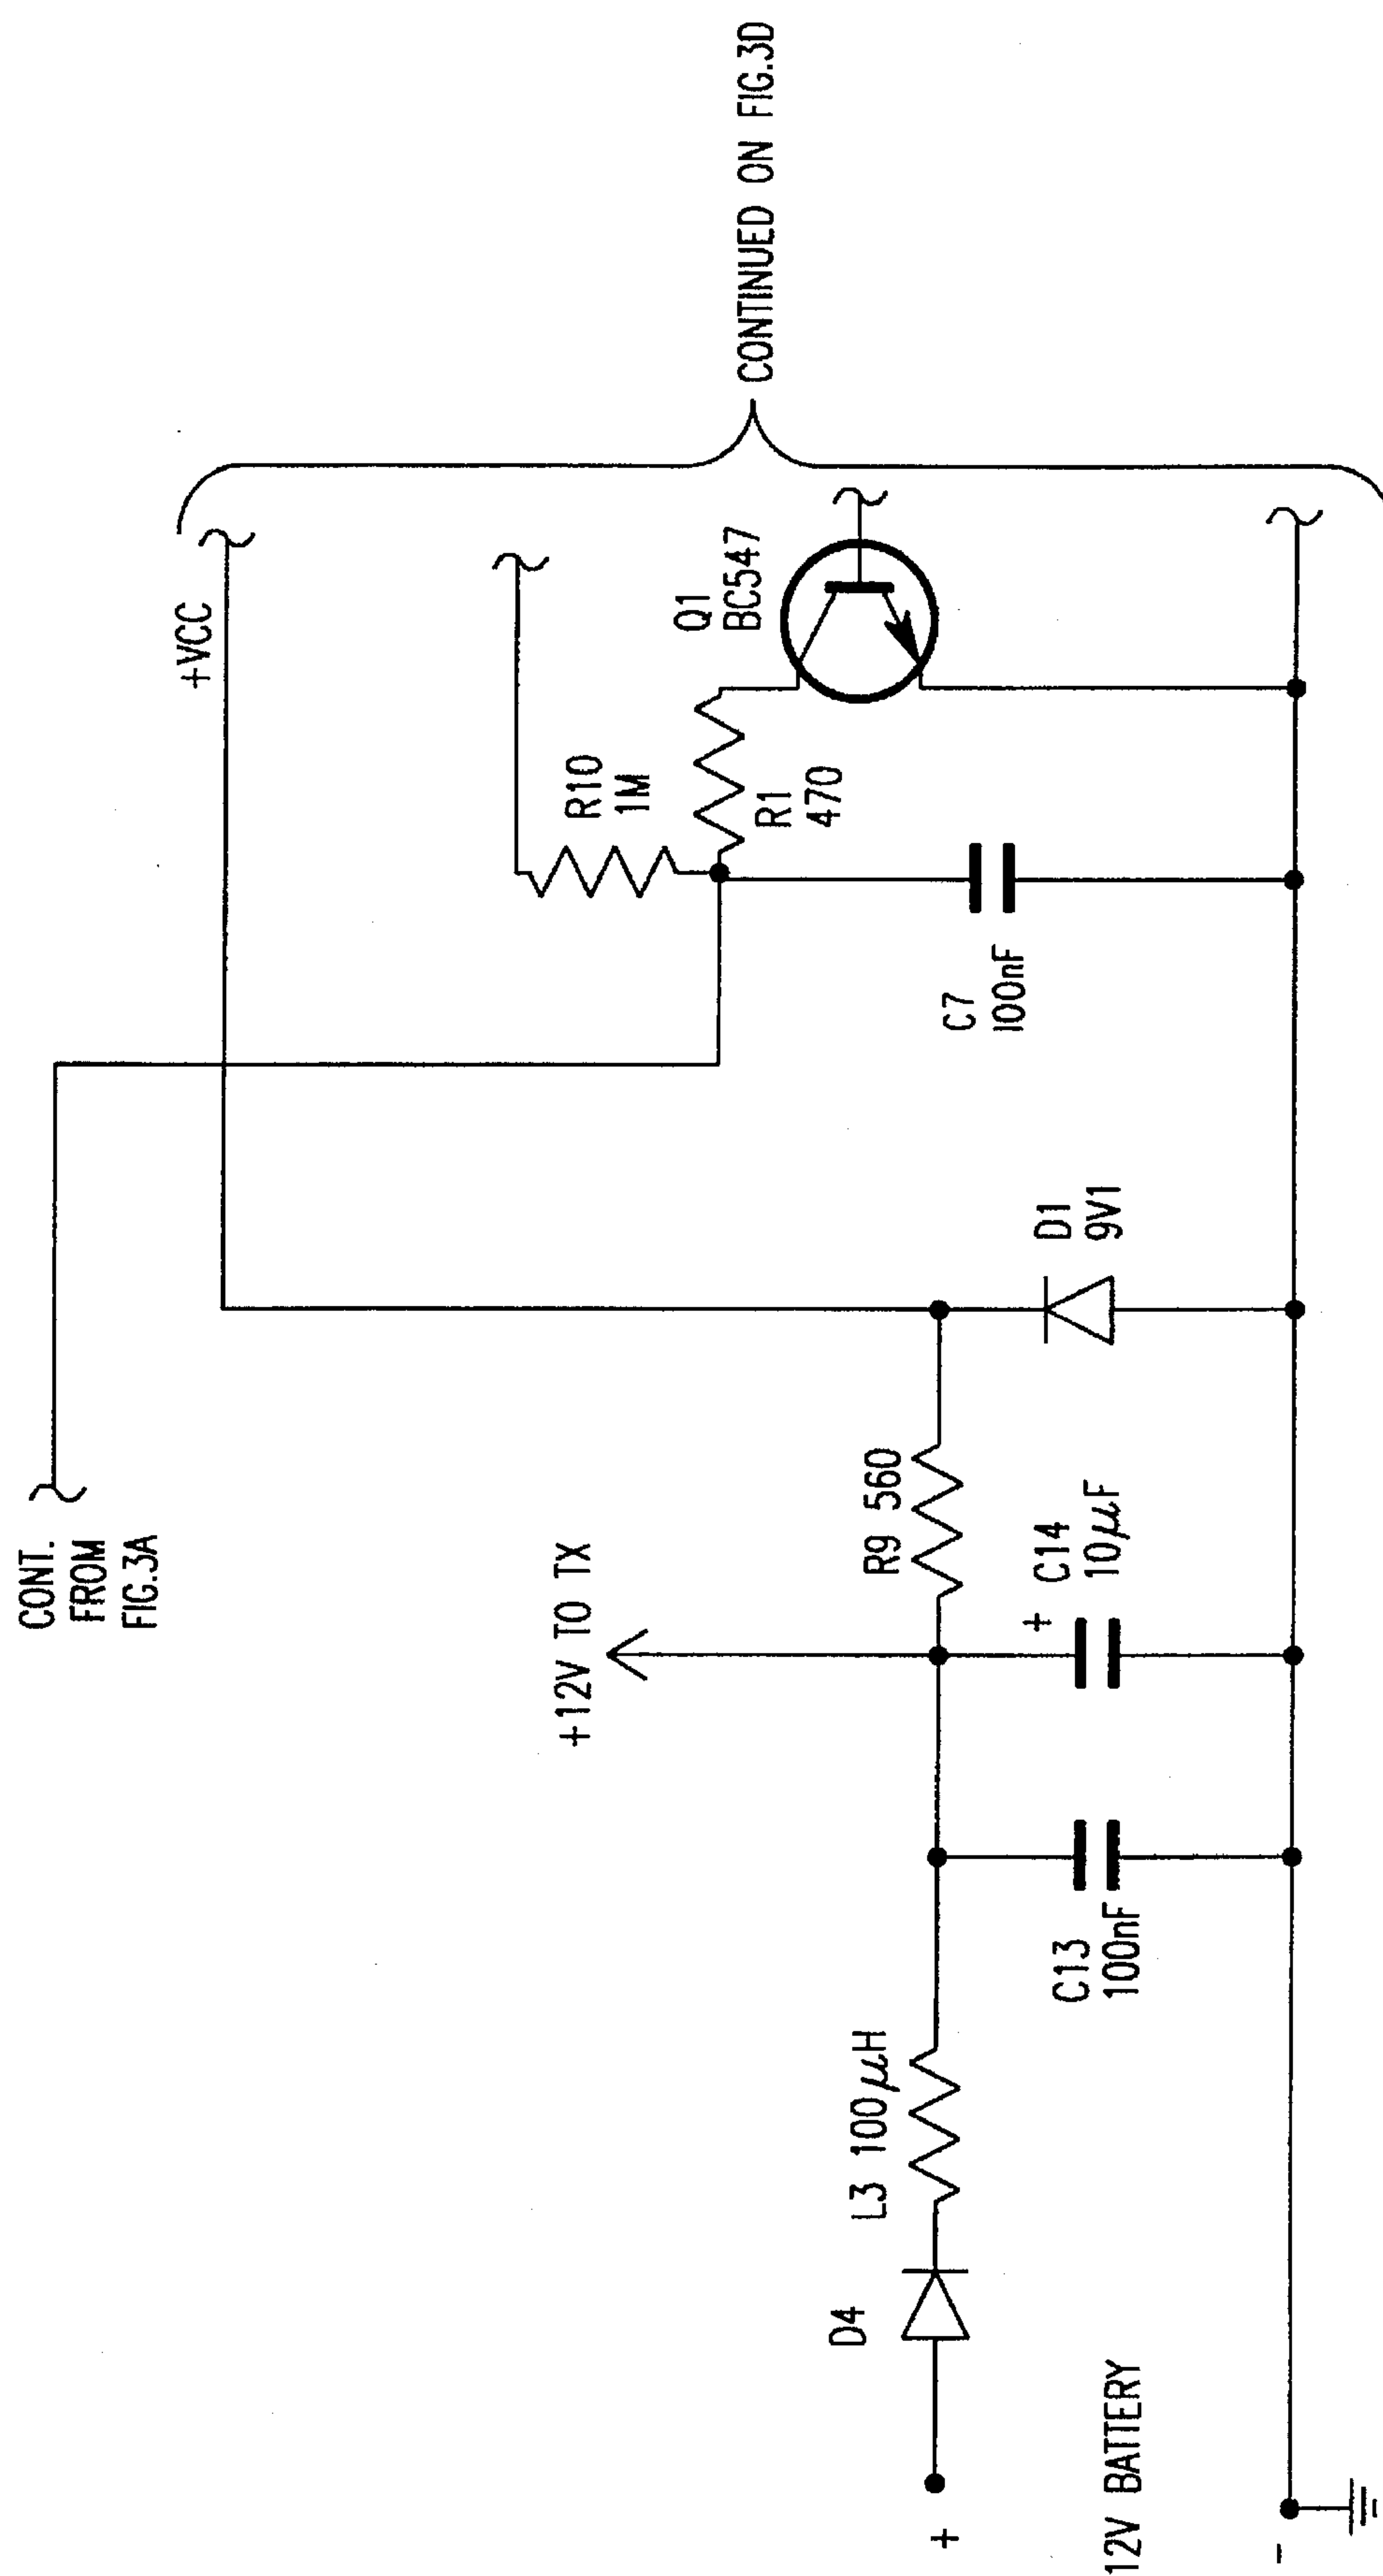 CONT.
FROM
FIG.3A
+VCC
CONTINUED ON FIG.3D
+12V TO TX
R10
1M
Q1
BC547
R1
470
D4
L3 100µH
R9 560
+
C14
10µF
C13
100nF
D1
9V1
C7
100nF
+
12V BATTERY
-